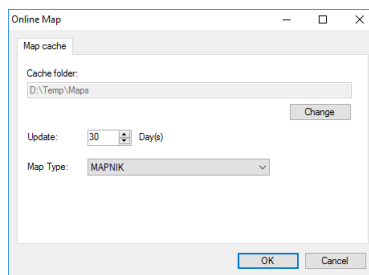 Online Map
Map cache
Cache folder:
D:\Temp\Maps
Change
Update: 30 Day(s)
Map Type: MAPNIK
OK Cancel